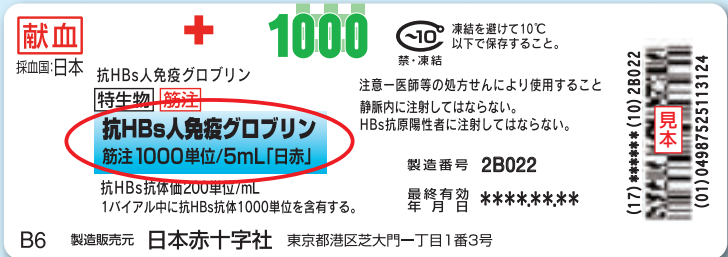 献血
採血国:日本
1000
~10°
禁・凍結
凍結を避けて10℃
以下で保存すること。
抗HBs人免疫グロブリン
特生物 筋注
抗HBs人免疫グロブリン
筋注1000単位/5mL「日赤」
抗HBs抗体価200単位/mL
1バイアル中に抗HBs抗体1000単位を含有する。
注意－医師等の処方せんにより使用すること
静脈内に注射してはならない。
HBs抗原陽性者に注射してはならない。
製造番号 2B022
最終有効
年月日 ****.**.**
B6 製造販売元 日本赤十字社 東京都港区芝大門一丁目1番3号
(17)******(10)2B022
見本
(01)04987525113124